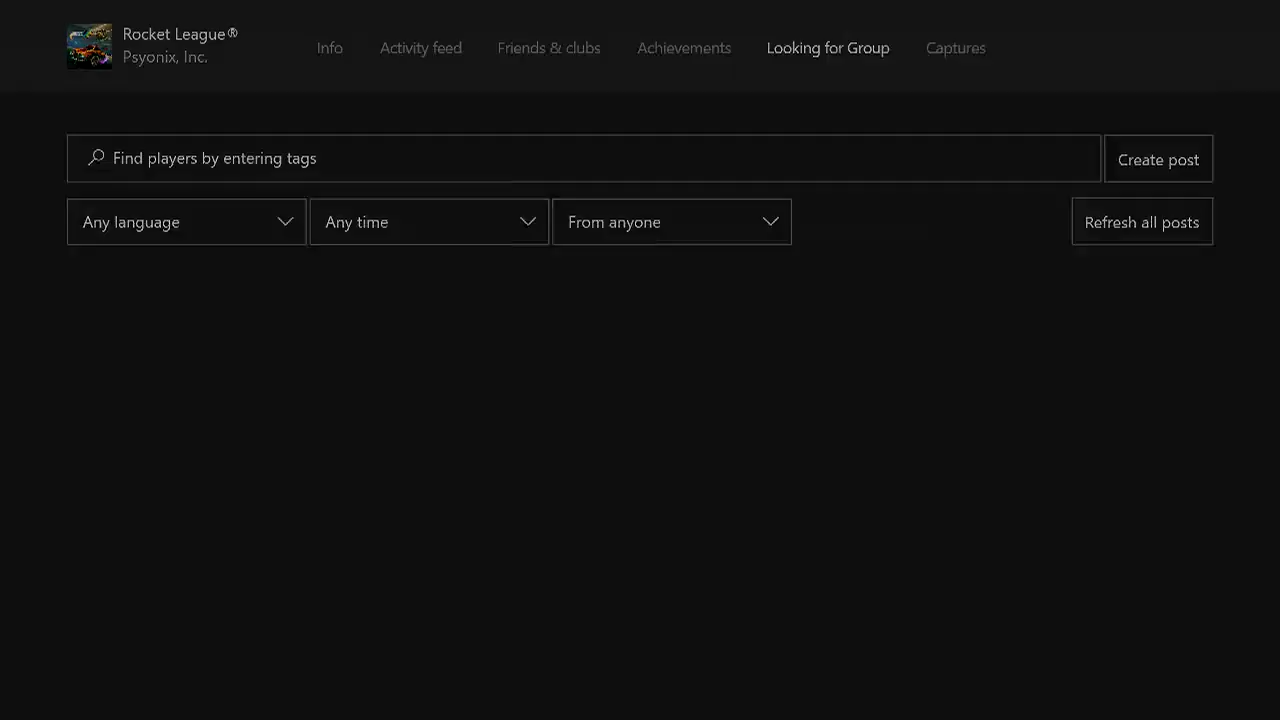 Rocket League®
Psyonix, Inc.
Info
Activity feed
Friends & clubs
Achievements
Looking for Group
Captures
Find players by entering tags
Create post
Any language
Any time
From anyone
Refresh all posts